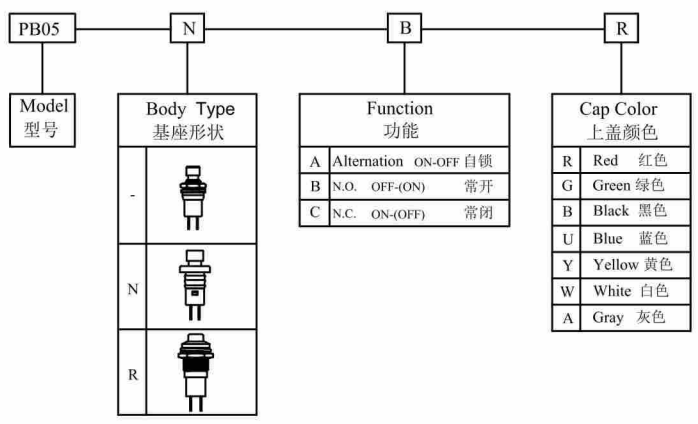 PB05 N B R
Model
型号
Body Type
基座形状
-
N
R
Function
功能
A Alternation ON-OFF 自锁
B N.O. OFF-(ON) 常开
C N.C. ON-(OFF) 常闭
Cap Color
上盖颜色
R Red 红色
G Green 绿色
B Black 黑色
U Blue 蓝色
Y Yellow 黄色
W White 白色
A Gray 灰色